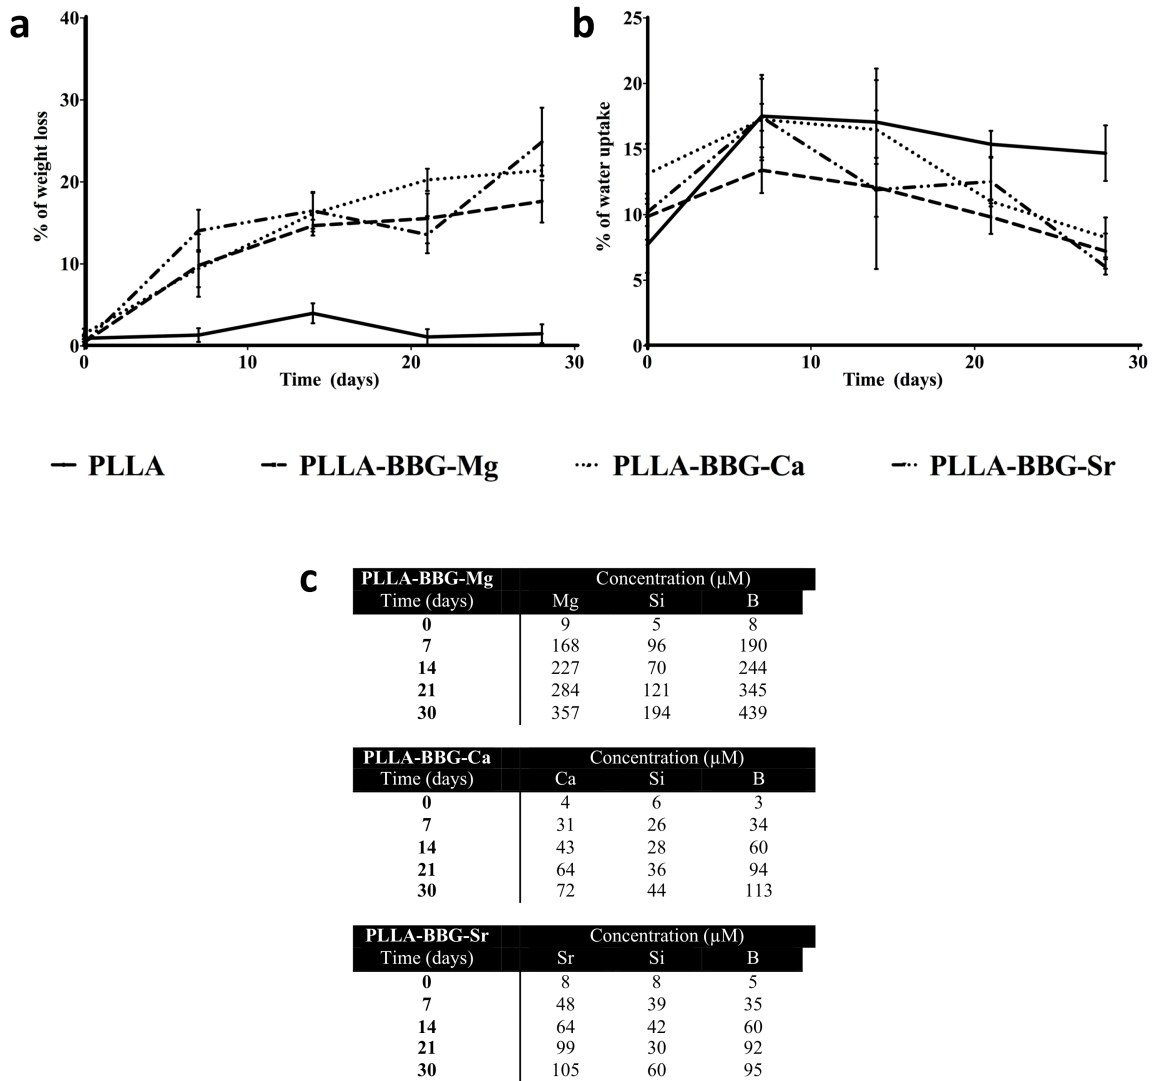 a
40
30
20
10
0
% of weight loss
0 10 20 30
Time (days)
b
25
20
15
10
5
0
% of water uptake
0 10 20 30
Time (days)
PLLA PLLA-BBG-Mg PLLA-BBG-Ca PLLA-BBG-Sr
c
PLLA-BBG-Mg Concentration (µM)
Time (days) Mg Si B
0 9 5 8
7 168 96 190
14 227 70 244
21 284 121 345
30 357 194 439
PLLA-BBG-Ca Concentration (µM)
Time (days) Ca Si B
0 4 6 3
7 31 26 34
14 43 28 60
21 64 36 94
30 72 44 113
PLLA-BBG-Sr Concentration (µM)
Time (days) Sr Si B
0 8 8 5
7 48 39 35
14 64 42 60
21 99 30 92
30 105 60 95